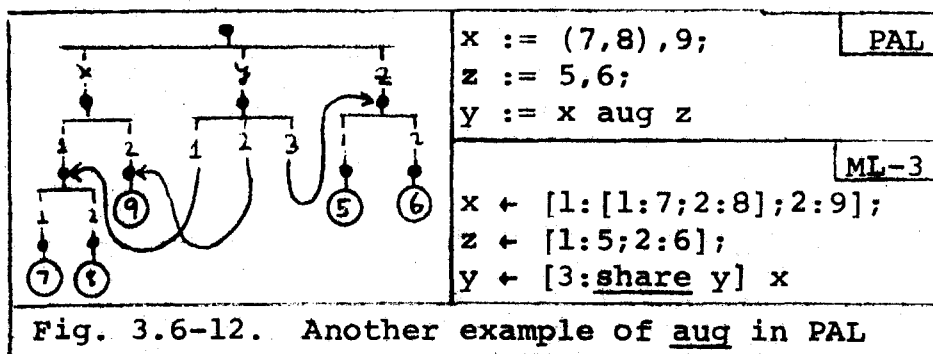 x y z
1 2 1 2 3 1 2
9 5 6
1 2
7 8
x := (7,8),9; PAL
z := 5,6;
y := x aug z
ML-3
x ← [1:[1:7;2:8];2:9];
z ← [1:5;2:6];
y ← [3:share y] x
Fig. 3.6-12. Another example of aug in PAL